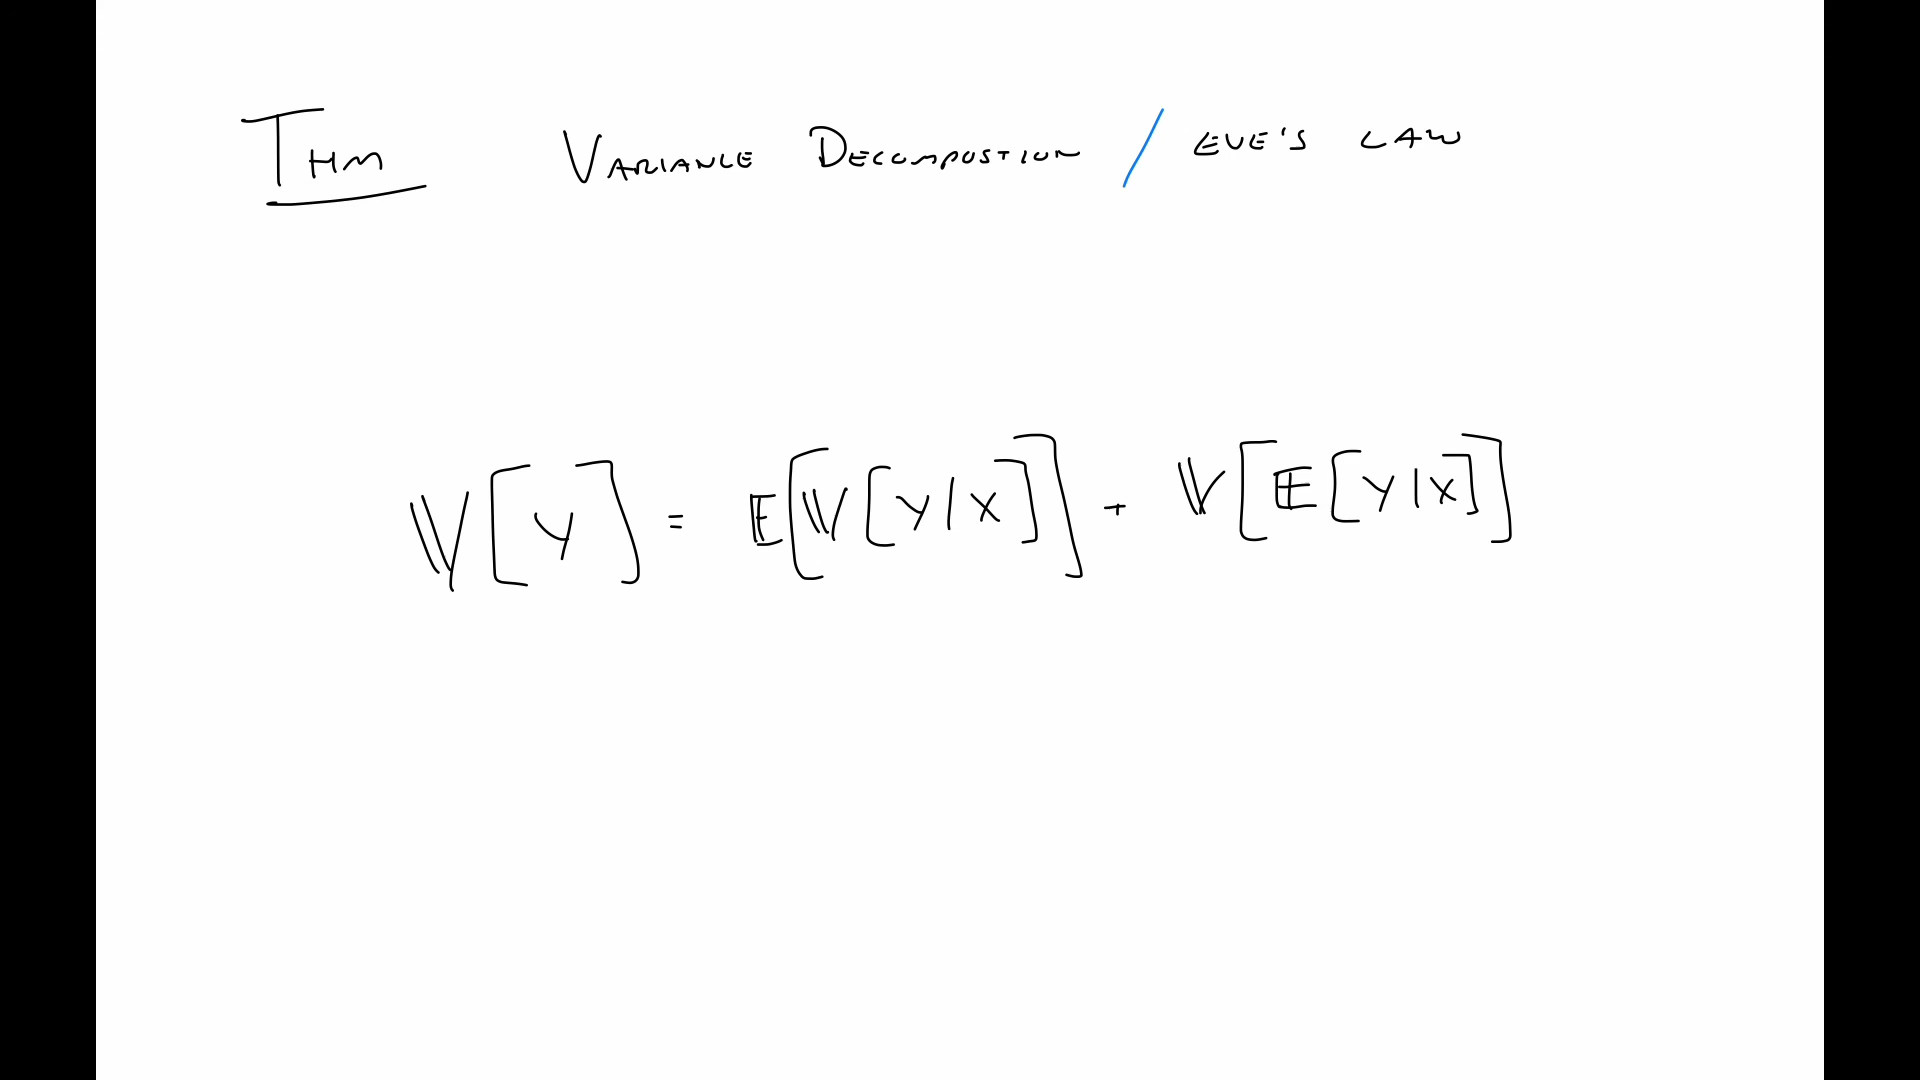 THM VARIANCE DECOMPOSTION / EVE'S LAW
𝕍[Y] = 𝔼[𝕍[Y|X]] + 𝕍[𝔼[Y|X]]